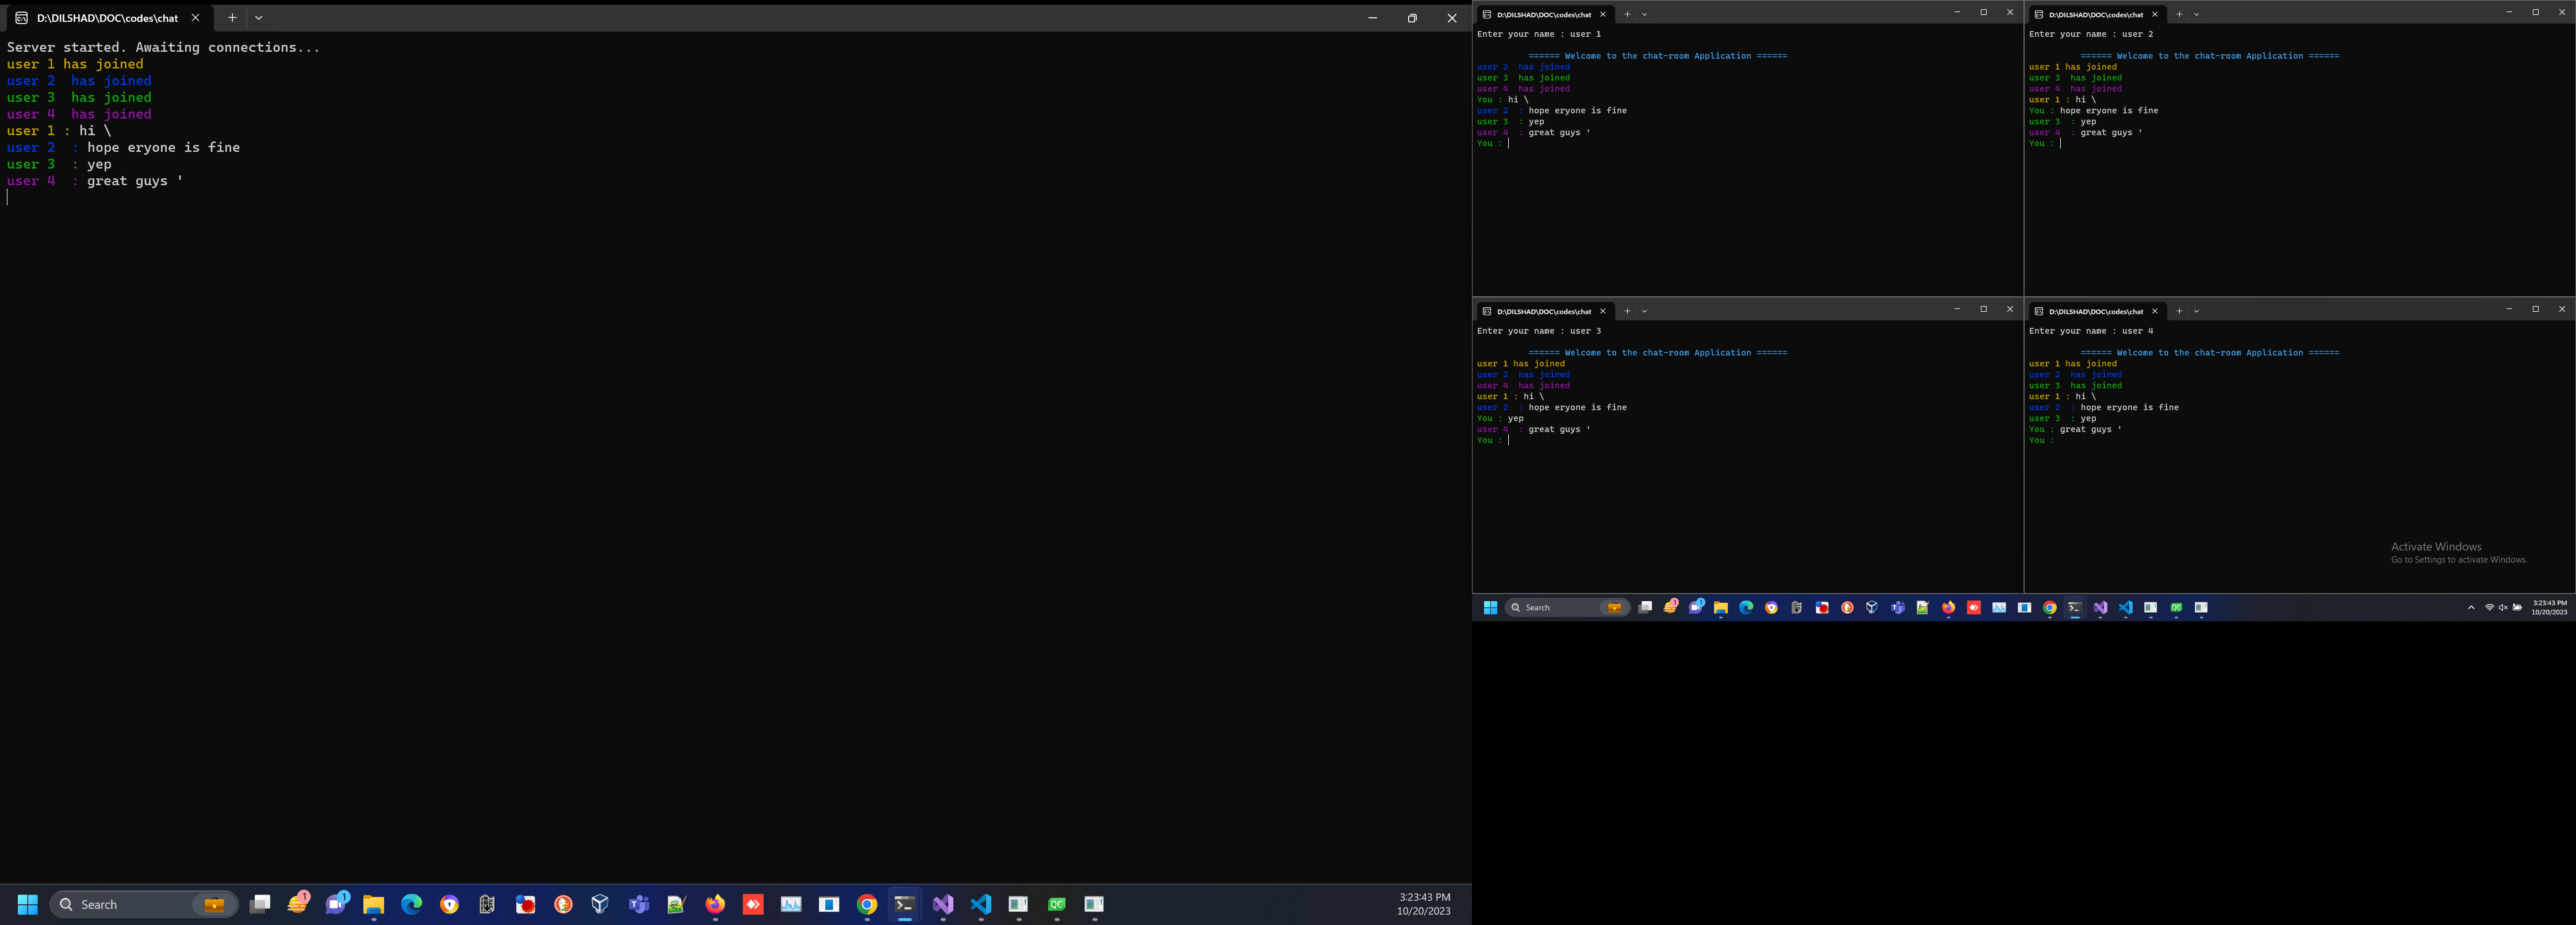 D:\DILSHAD\DOC\codes\chat
Server started. Awaiting connections...
user 1 has joined
user 2  has joined
user 3  has joined
user 4  has joined
user 1 : hi \
user 2  : hope eryone is fine
user 3  : yep
user 4  : great guys '
Search
1
1
QC
3:23:43 PM
10/20/2023
D:\DILSHAD\DOC\codes\chat
Enter your name : user 1
====== Welcome to the chat-room Application ======
user 2  has joined
user 3  has joined
user 4  has joined
You : hi \
user 2  : hope eryone is fine
user 3  : yep
user 4  : great guys '
You :
D:\DILSHAD\DOC\codes\chat
Enter your name : user 2
====== Welcome to the chat-room Application ======
user 1 has joined
user 3  has joined
user 4  has joined
user 1 : hi \
You : hope eryone is fine
user 3  : yep
user 4  : great guys '
You :
D:\DILSHAD\DOC\codes\chat
Enter your name : user 3
====== Welcome to the chat-room Application ======
user 1 has joined
user 2  has joined
user 4  has joined
user 1 : hi \
user 2  : hope eryone is fine
You : yep
user 4  : great guys '
You :
D:\DILSHAD\DOC\codes\chat
Enter your name : user 4
====== Welcome to the chat-room Application ======
user 1 has joined
user 2  has joined
user 3  has joined
user 1 : hi \
user 2  : hope eryone is fine
user 3  : yep
You : great guys '
You :
Activate Windows
Go to Settings to activate Windows.
Search
1
1
QC
3:23:43 PM
10/20/2023